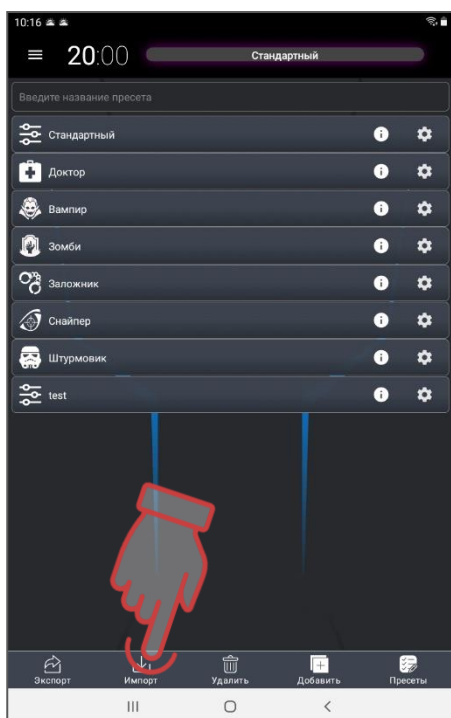 10:16
20:00 Стандартный
Введите название пресета
Стандартный
Доктор
Вампир
Зомби
Заложник
Снайпер
Штурмовик
test
Экспорт Импорт Удалить Добавить Пресеты